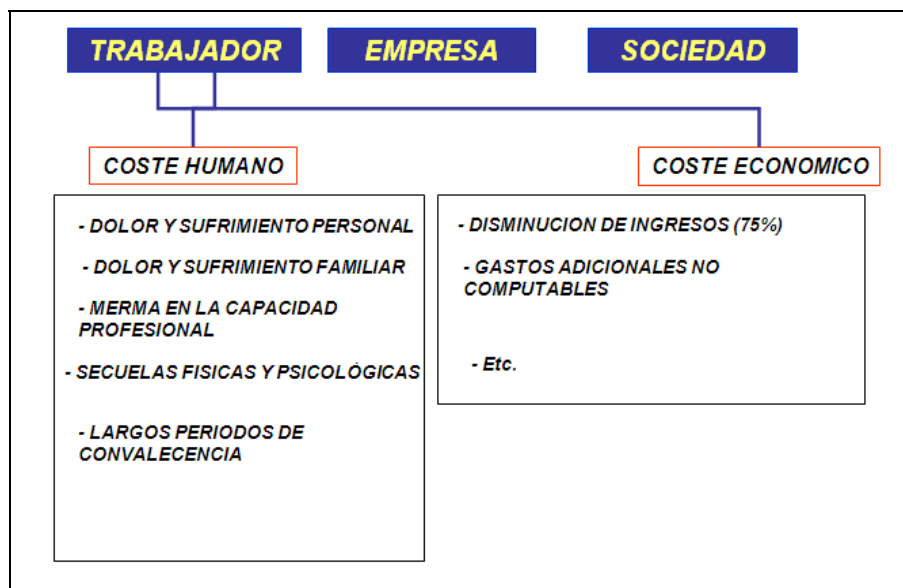 TRABAJADOR
EMPRESA
SOCIEDAD
COSTE HUMANO
COSTE ECONOMICO
- DOLOR Y SUFRIMIENTO PERSONAL
- DOLOR Y SUFRIMIENTO FAMILIAR
- MERMA EN LA CAPACIDAD
PROFESIONAL
- SECUELAS FISICAS Y PSICOLÓGICAS
- LARGOS PERIODOS DE
CONVALECENCIA
- DISMINUCION DE INGRESOS (75%)
- GASTOS ADICIONALES NO
COMPUTABLES
- Etc.